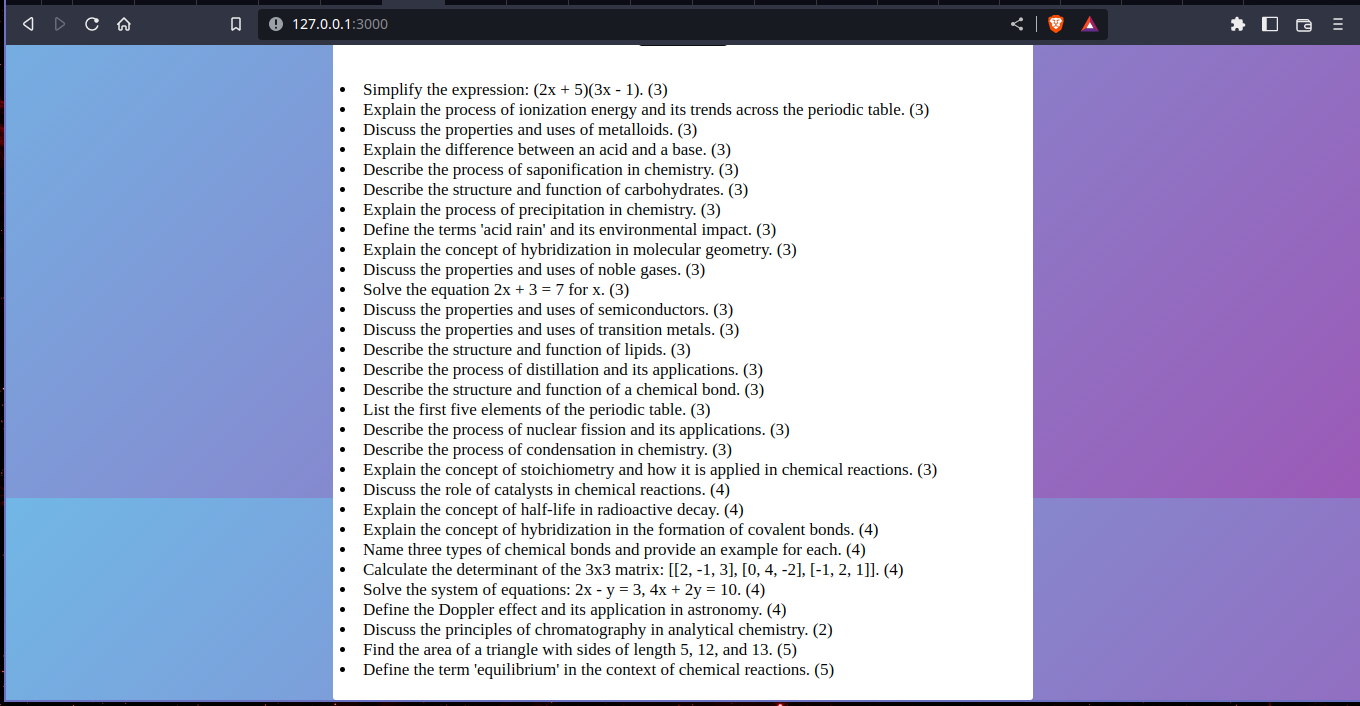 127.0.0.1:3000
• Simplify the expression: (2x + 5)(3x - 1). (3)
• Explain the process of ionization energy and its trends across the periodic table. (3)
• Discuss the properties and uses of metalloids. (3)
• Explain the difference between an acid and a base. (3)
• Describe the process of saponification in chemistry. (3)
• Describe the structure and function of carbohydrates. (3)
• Explain the process of precipitation in chemistry. (3)
• Define the terms 'acid rain' and its environmental impact. (3)
• Explain the concept of hybridization in molecular geometry. (3)
• Discuss the properties and uses of noble gases. (3)
• Solve the equation 2x + 3 = 7 for x. (3)
• Discuss the properties and uses of semiconductors. (3)
• Discuss the properties and uses of transition metals. (3)
• Describe the structure and function of lipids. (3)
• Describe the process of distillation and its applications. (3)
• Describe the structure and function of a chemical bond. (3)
• List the first five elements of the periodic table. (3)
• Describe the process of nuclear fission and its applications. (3)
• Describe the process of condensation in chemistry. (3)
• Explain the concept of stoichiometry and how it is applied in chemical reactions. (3)
• Discuss the role of catalysts in chemical reactions. (4)
• Explain the concept of half-life in radioactive decay. (4)
• Explain the concept of hybridization in the formation of covalent bonds. (4)
• Name three types of chemical bonds and provide an example for each. (4)
• Calculate the determinant of the 3x3 matrix: [[2, -1, 3], [0, 4, -2], [-1, 2, 1]]. (4)
• Solve the system of equations: 2x - y = 3, 4x + 2y = 10. (4)
• Define the Doppler effect and its application in astronomy. (4)
• Discuss the principles of chromatography in analytical chemistry. (2)
• Find the area of a triangle with sides of length 5, 12, and 13. (5)
• Define the term 'equilibrium' in the context of chemical reactions. (5)